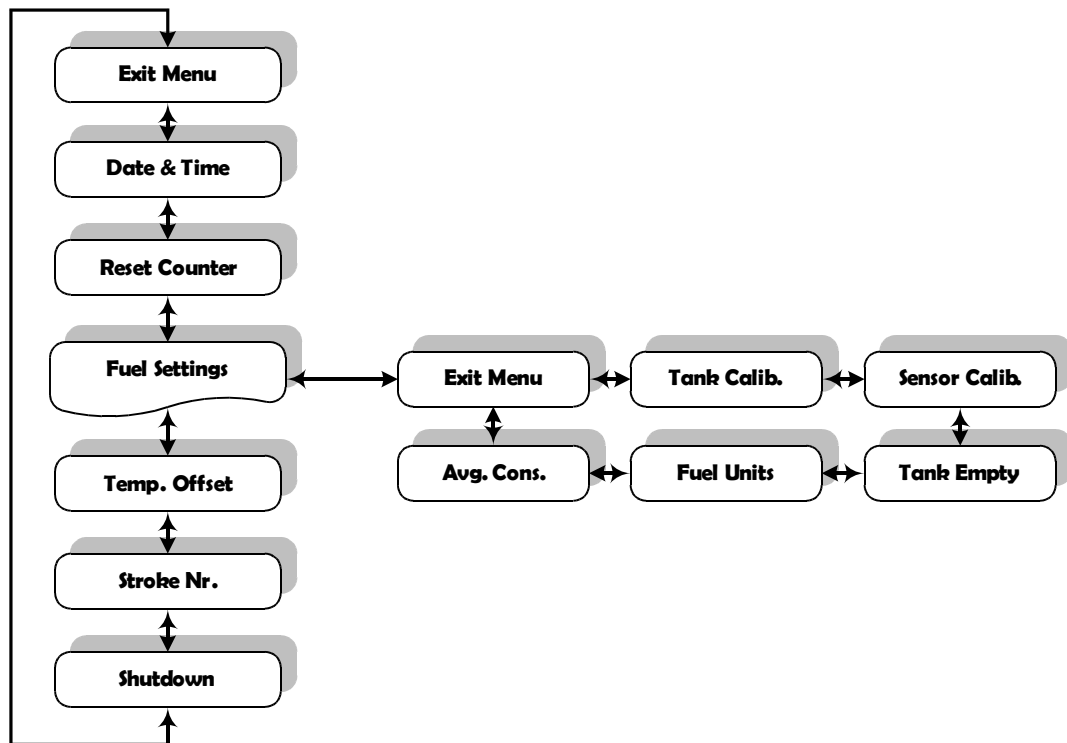 Exit Menu
Date & Time
Reset Counter
Fuel Settings
Exit Menu
Tank Calib.
Sensor Calib.
Avg. Cons.
Fuel Units
Tank Empty
Temp. Offset
Stroke Nr.
Shutdown